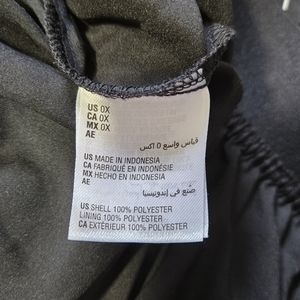 US 0X
CA 0X
MX 0X
AE
قياس واسع 0 اكس
US MADE IN INDONESIA
CA FABRIQUÉ EN INDONÉSIE
MX HECHO EN INDONESIA
AE
صنع في إندونيسيا
US SHELL 100% POLYESTER
LINING 100% POLYESTER
CA EXTÉRIEUR 100% POLYESTER